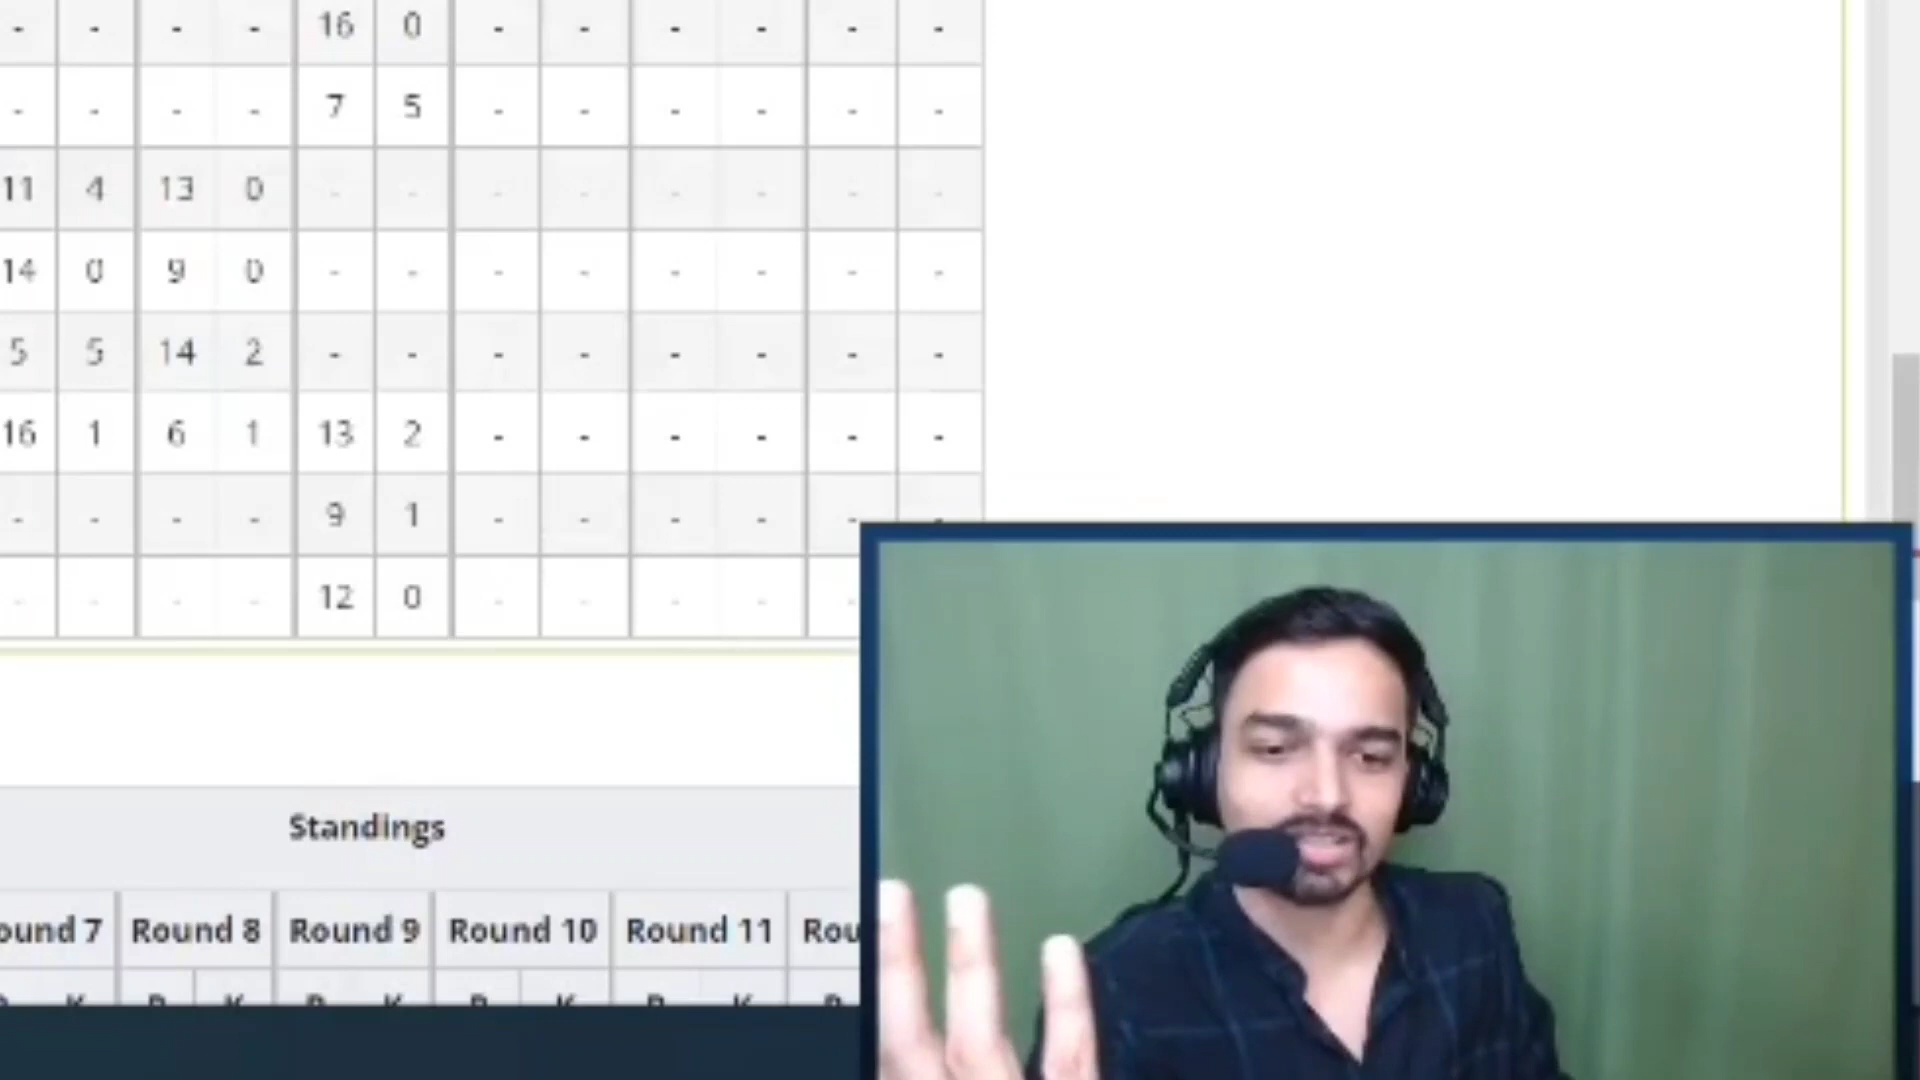 - - - - 16 0 - - - - - -
- - - - 7 5 - - - - - -
11 4 13 0 - - - - - - - -
14 0 9 0 - - - - - - - -
5 5 14 2 - - - - - - - -
16 1 6 1 13 2 - - - - - -
- - - - 9 1 - - - - - -
- - - - 12 0 - - - - -
Standings
ound 7 Round 8 Round 9 Round 10 Round 11 Rou